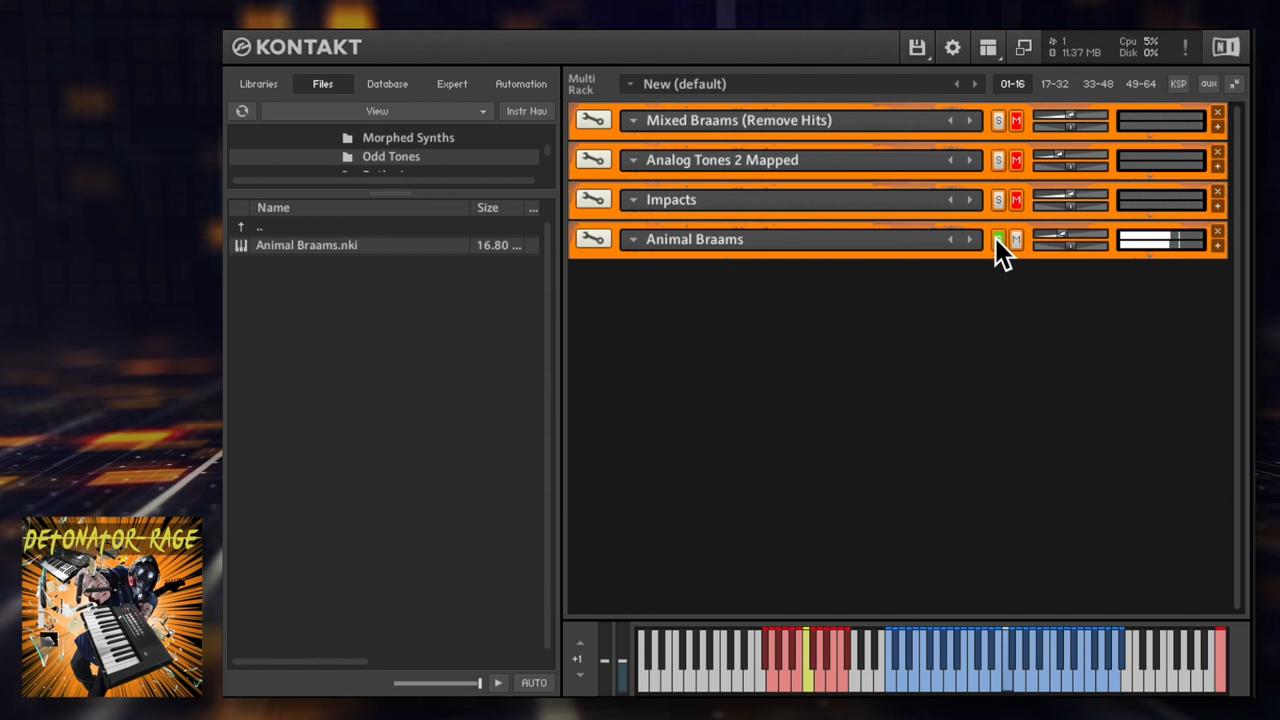 KONTAKT
1
11.37 MB
Cpu 5%
Disk 0%
!
Libraries Files Database Expert Automation
Multi
Rack
New (default)
01-16 17-32 33-48 49-64 KSP aux
View
Instr Nav
Morphed Synths
Odd Tones
Name Size ...
..
Animal Braams.nki 16.80 ...
Mixed Braams (Remove Hits) S M
Analog Tones 2 Mapped S M
Impacts S M
Animal Braams M
+1
AUTO
DETONATOR-RAGE